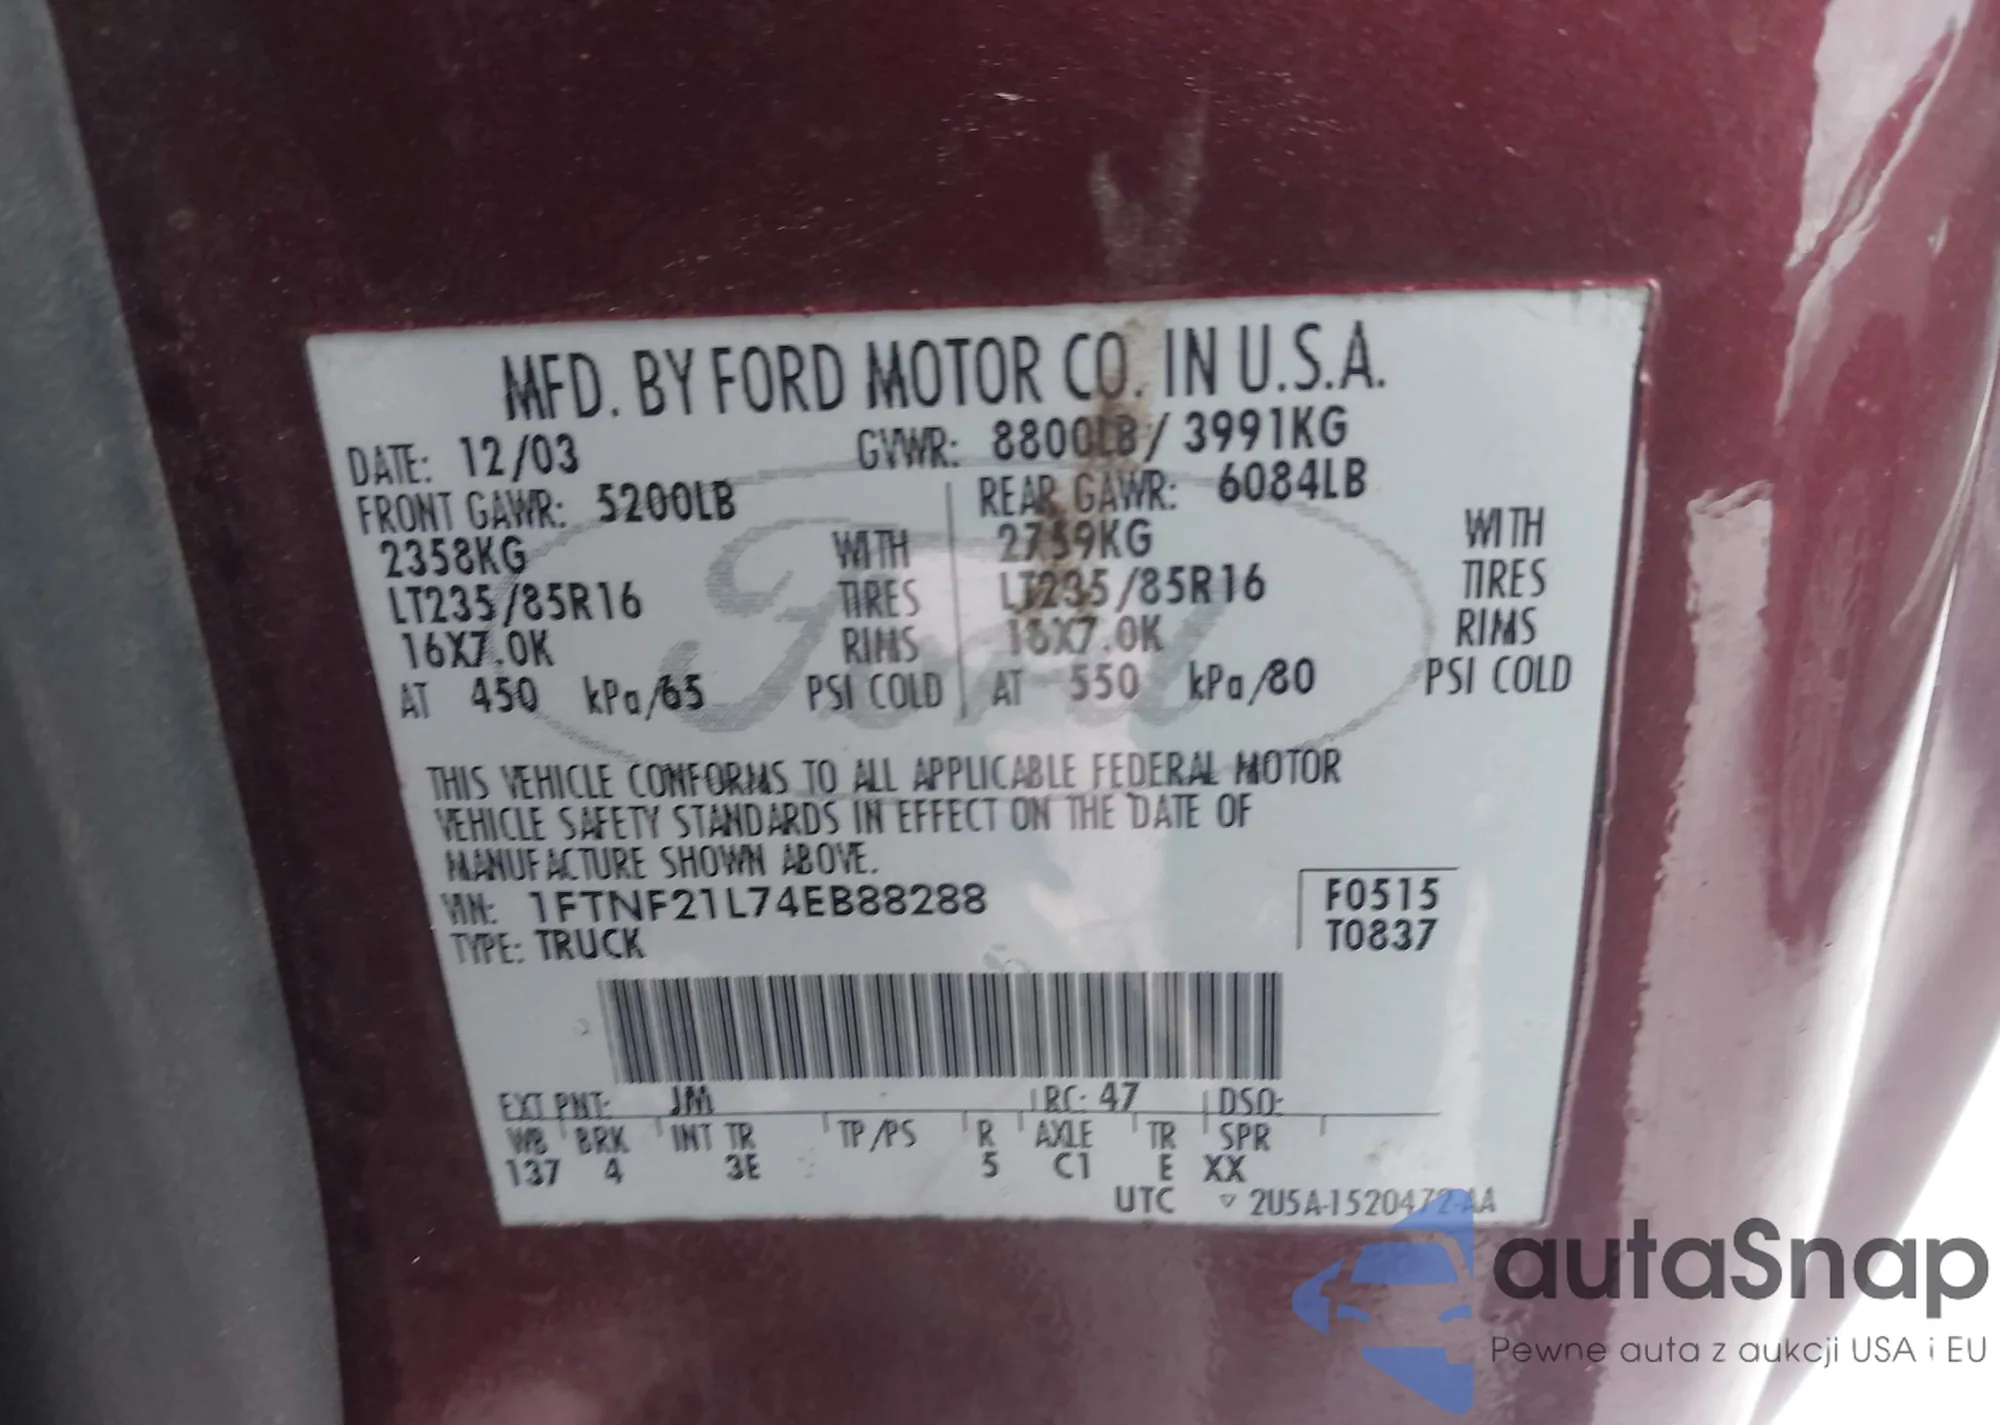 MFD. BY FORD MOTOR CO. IN U.S.A.
DATE: 12/03 GVWR: 8800LB / 3991KG
FRONT GAWR: 5200LB REAR GAWR: 6084LB
2358KG WITH 2759KG WITH
LT235/85R16 TIRES LT235/85R16 TIRES
16X7.0K RIMS 16X7.0K RIMS
AT 450 kPa/65 PSI COLD AT 550 kPa/80 PSI COLD
Ford
THIS VEHICLE CONFORMS TO ALL APPLICABLE FEDERAL MOTOR
VEHICLE SAFETY STANDARDS IN EFFECT ON THE DATE OF
MANUFACTURE SHOWN ABOVE.
VIN: 1FTNF21L74EB88288 F0515
TYPE: TRUCK T0837
EXT PNT: JM RC: 47 DSO:
WB BRK INT TR TP/PS R AXLE TR SPR
137 4 3E 5 C1 E XX
UTC ▽ 2U5A-1520472-AA
autaSnap
Pewne auta z aukcji USA i EU